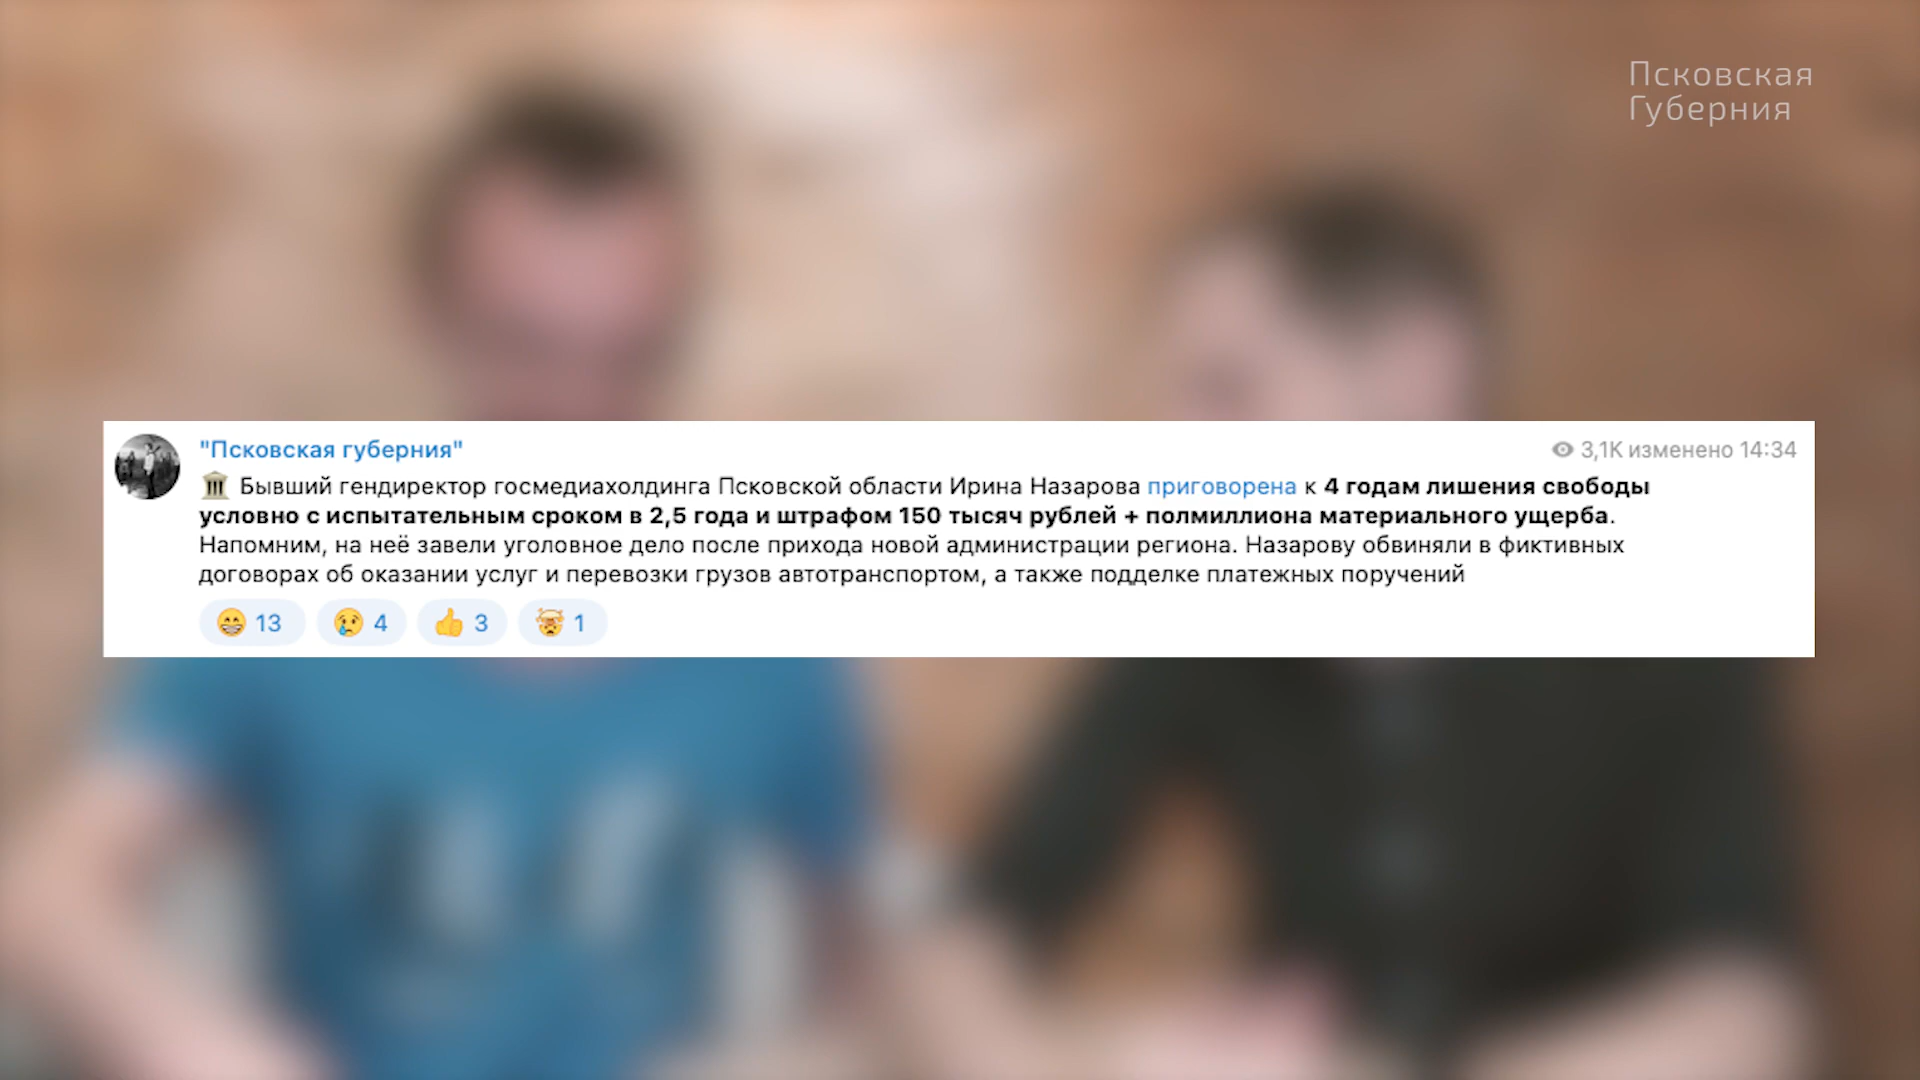 Псковская
Губерния
"Псковская губерния"
3,1K изменено 14:34
🏛 Бывший гендиректор госмедиахолдинга Псковской области Ирина Назарова приговорена к 4 годам лишения свободы
условно с испытательным сроком в 2,5 года и штрафом 150 тысяч рублей + полмиллиона материального ущерба.
Напомним, на неё завели уголовное дело после прихода новой администрации региона. Назарову обвиняли в фиктивных
договорах об оказании услуг и перевозки грузов автотранспортом, а также подделке платежных поручений
😁 13 😢 4 👍 3 🤯 1